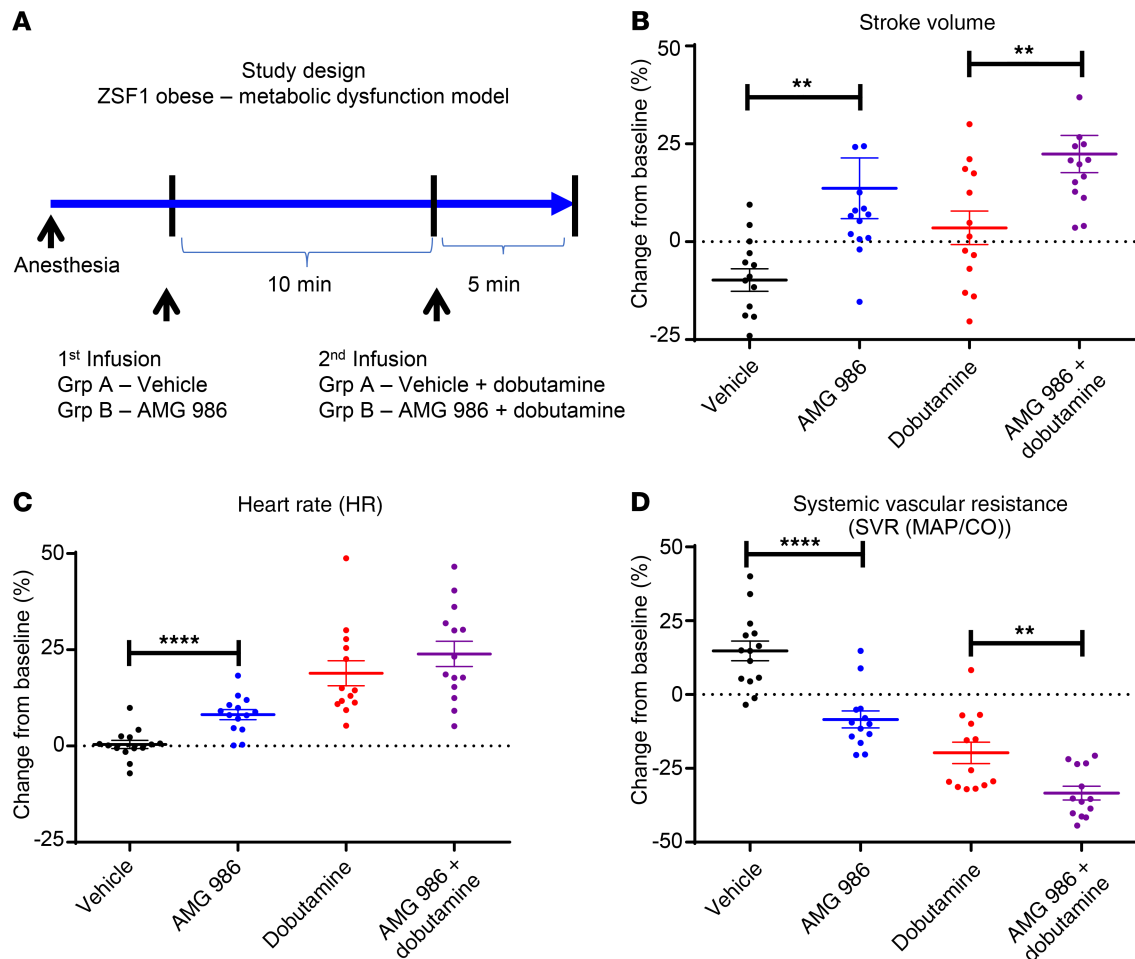 A
Study design
ZSF1 obese – metabolic dysfunction model
Anesthesia
10 min
5 min
1st Infusion
Grp A – Vehicle
Grp B – AMG 986
2nd Infusion
Grp A – Vehicle + dobutamine
Grp B – AMG 986 + dobutamine
B
Stroke volume
Change from baseline (%)
50
25
0
-25
**
**
Vehicle
AMG 986
Dobutamine
AMG 986 +
dobutamine
C
Heart rate (HR)
Change from baseline (%)
50
25
0
-25
****
Vehicle
AMG 986
Dobutamine
AMG 986 +
dobutamine
D
Systemic vascular resistance
(SVR (MAP/CO))
Change from baseline (%)
50
25
0
-25
-50
****
**
Vehicle
AMG 986
Dobutamine
AMG 986 +
dobutamine